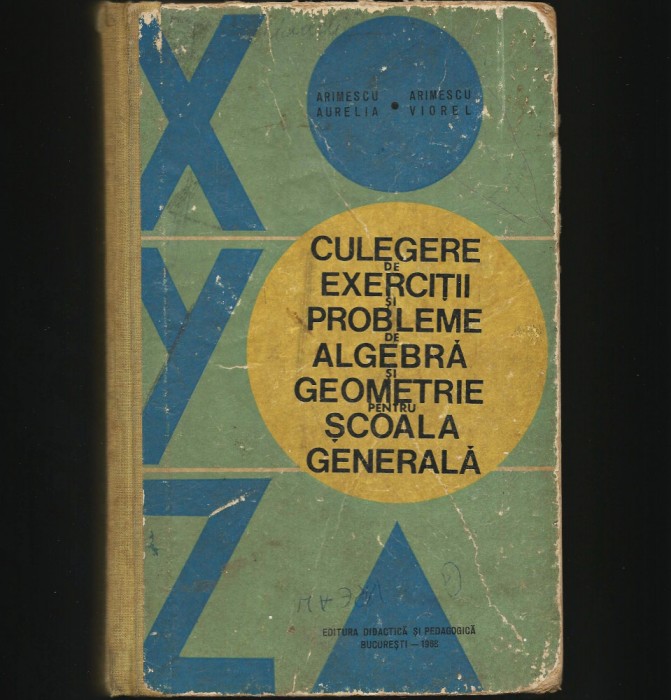 X
ARIMESCU ARIMESCU
AURELIA • VIOREL
Y
CULEGERE
DE
EXERCIȚII
ȘI
PROBLEME
DE
ALGEBRĂ
ȘI
GEOMETRIE
PENTRU
ȘCOALA
GENERALĂ
Z
EDITURA DIDACTICĂ ȘI PEDAGOGICĂ
BUCUREȘTI —